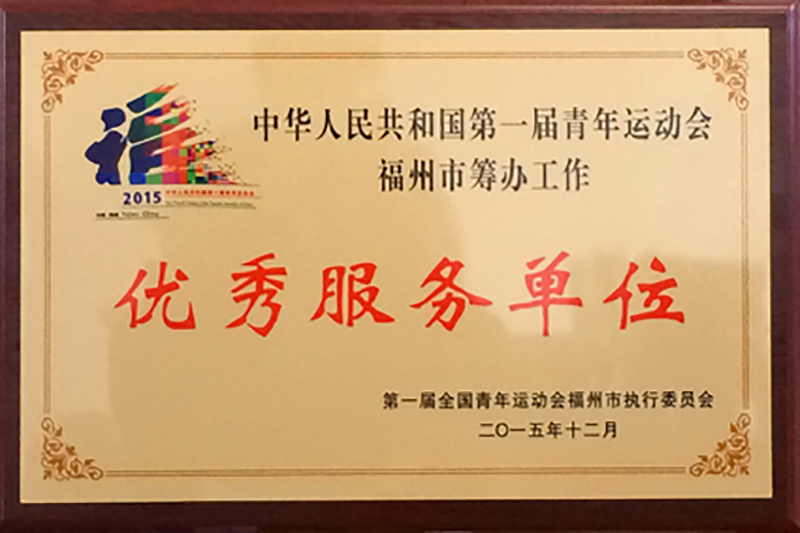 中华人民共和国第一届青年运动会
福州市筹办工作
2015
优秀服务单位
第一届全国青年运动会福州市执行委员会
二〇一五年十二月